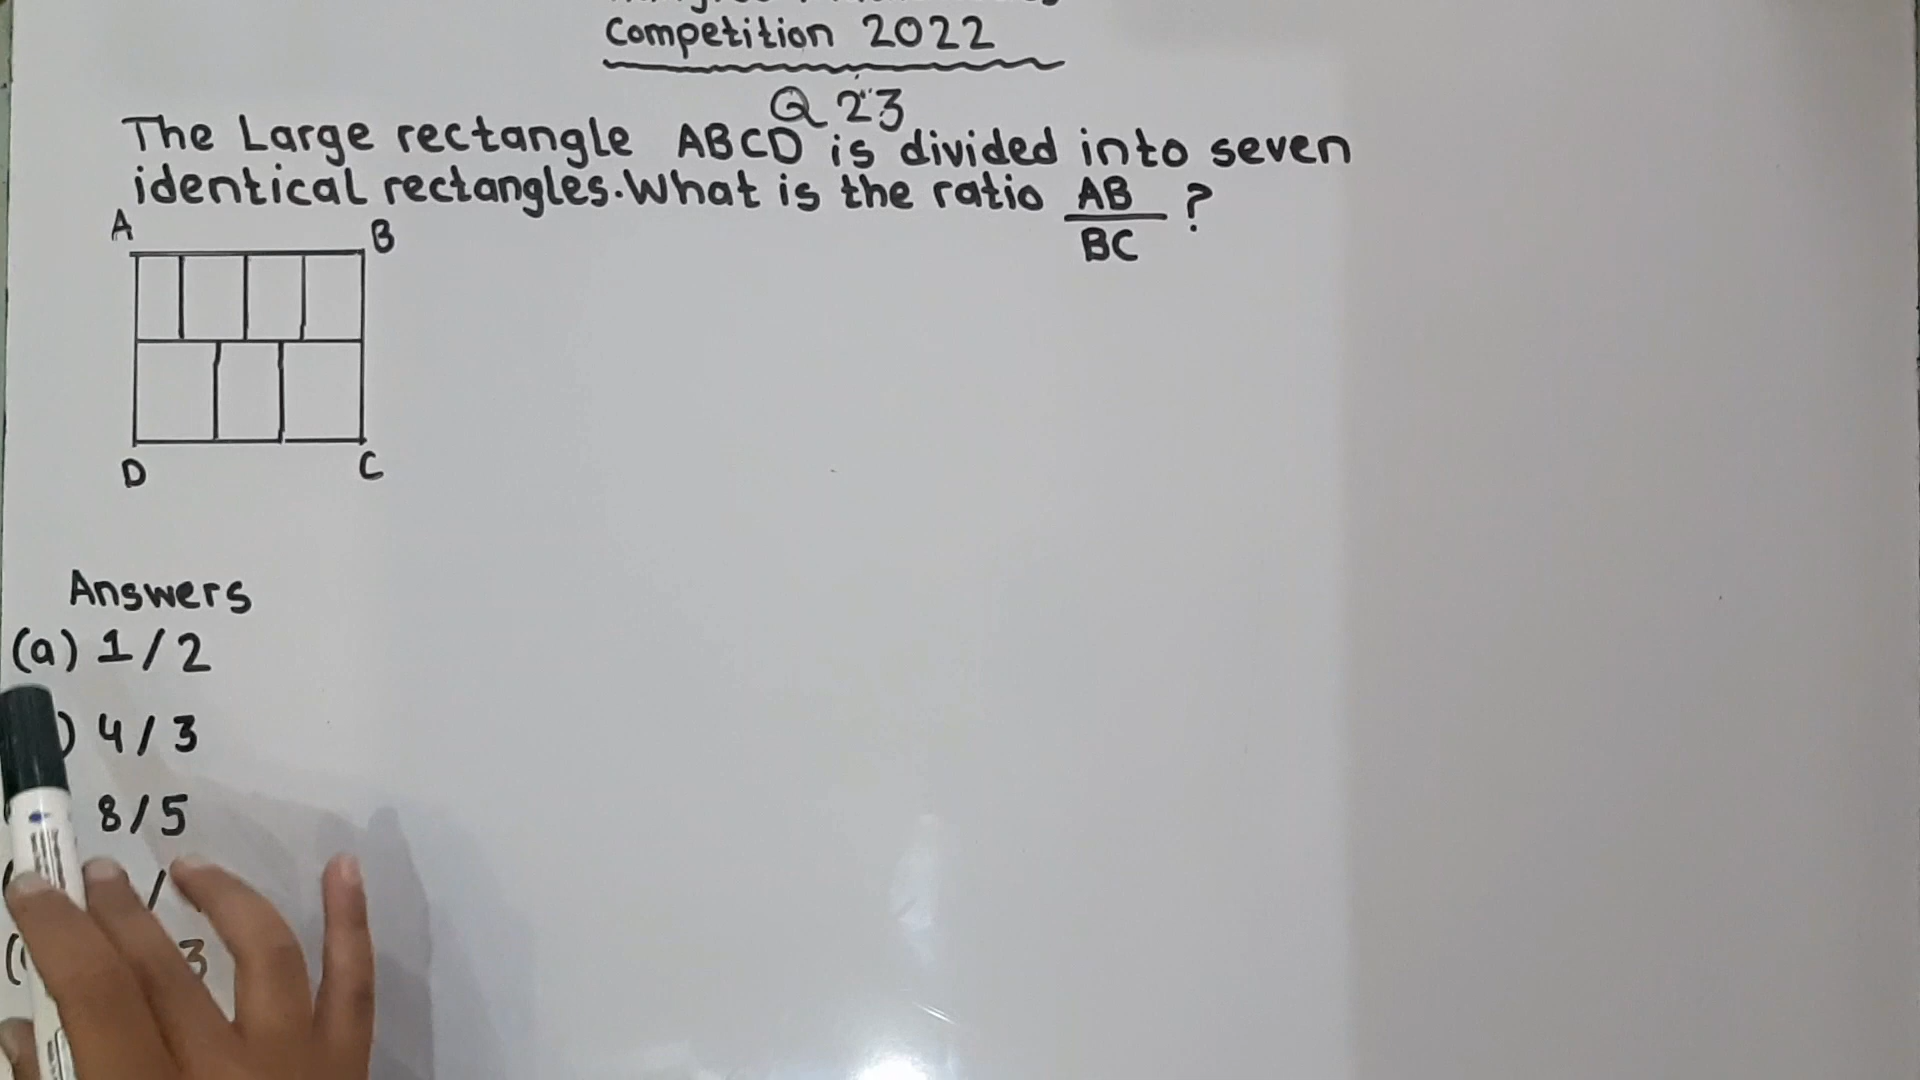 Competition 2022
Q 23
The Large rectangle ABCD is divided into seven
identical rectangles. What is the ratio AB
BC ?
A
B
D
C
Answers
(a) 1/2
) 4/3
8/5
/
3